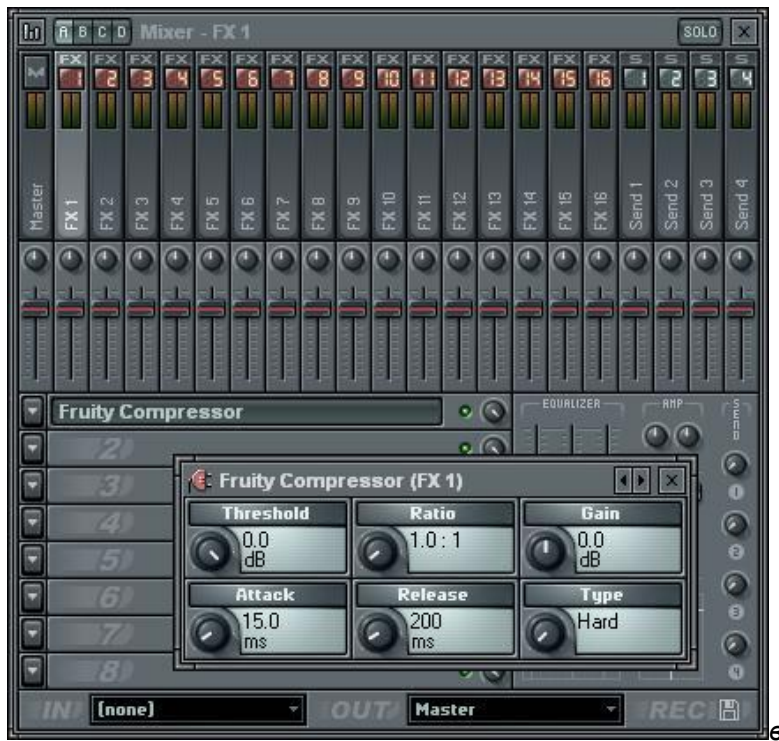 A B C D Mixer - FX 1 SOLO X
FX FX FX FX FX FX FX FX FX FX FX FX FX FX FX FX S S S S
1 2 3 4 5 6 7 8 9 10 11 12 13 14 15 16 1 2 3 4
Master FX 1 FX 2 FX 3 FX 4 FX 5 FX 6 FX 7 FX 8 FX 9 FX 10 FX 11 FX 12 FX 13 FX 14 FX 15 FX 16 Send 1 Send 2 Send 3 Send 4
Fruity Compressor
EQUALIZER AMP SEND
2
3
4
5
6
7
8
Fruity Compressor (FX 1)
Threshold Ratio Gain
0.0 dB 1.0 : 1 0.0 dB
Attack Release Type
15.0 ms 200 ms Hard
1
2
3
4
IN [none] OUT Master REC
e